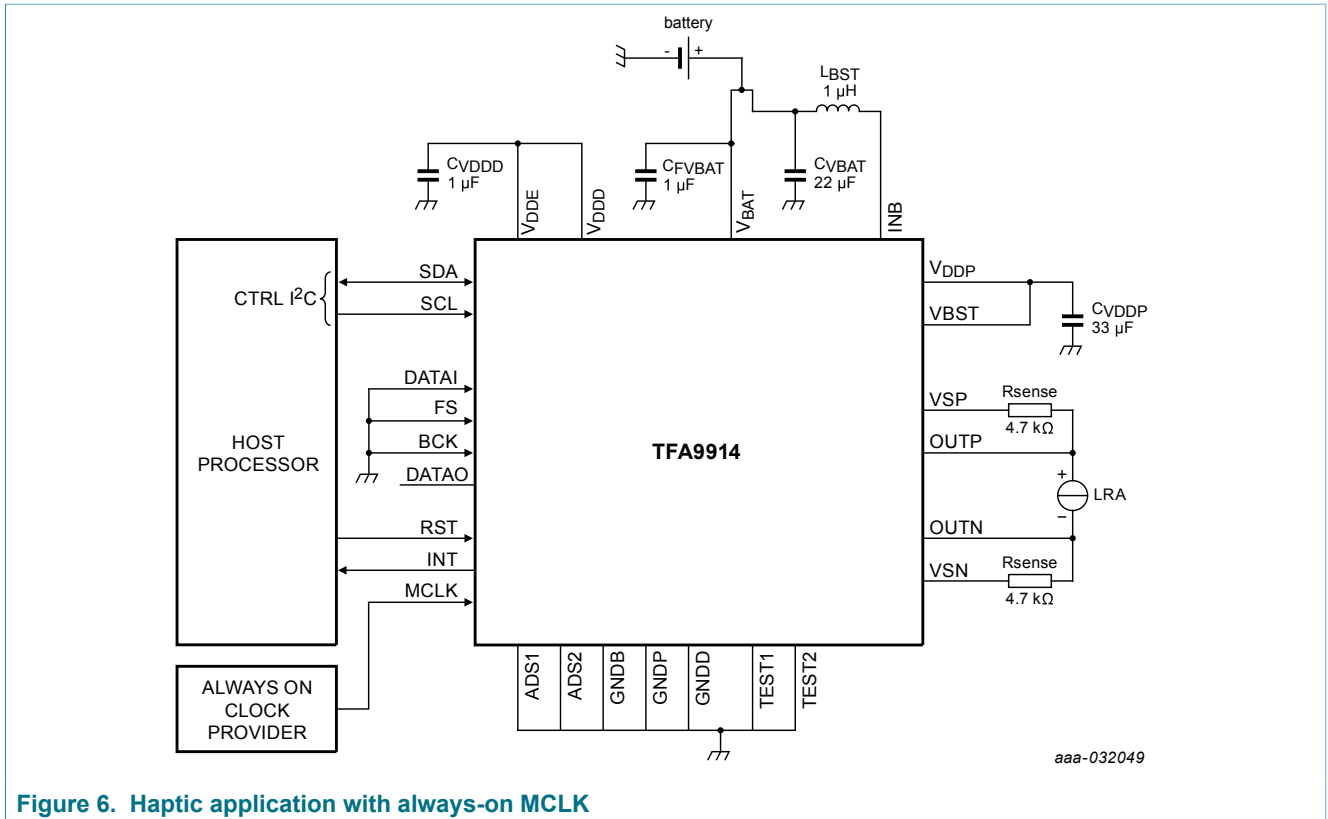 battery
- +
LBST
1 µH
CVDDD
1 µF
CFVBAT
1 µF
CVBAT
22 µF
VDDE
VDDD
VBAT
INB
HOST
PROCESSOR
CTRL I²C
SDA
SCL
DATAI
FS
BCK
DATAO
RST
INT
MCLK
ALWAYS ON
CLOCK
PROVIDER
TFA9914
VDDP
VBST
CVDDP
33 µF
VSP
Rsense
4.7 kΩ
OUTP
+
LRA
−
OUTN
VSN
Rsense
4.7 kΩ
ADS1
ADS2
GNDB
GNDP
GNDD
TEST1
TEST2
aaa-032049
Figure 6. Haptic application with always-on MCLK